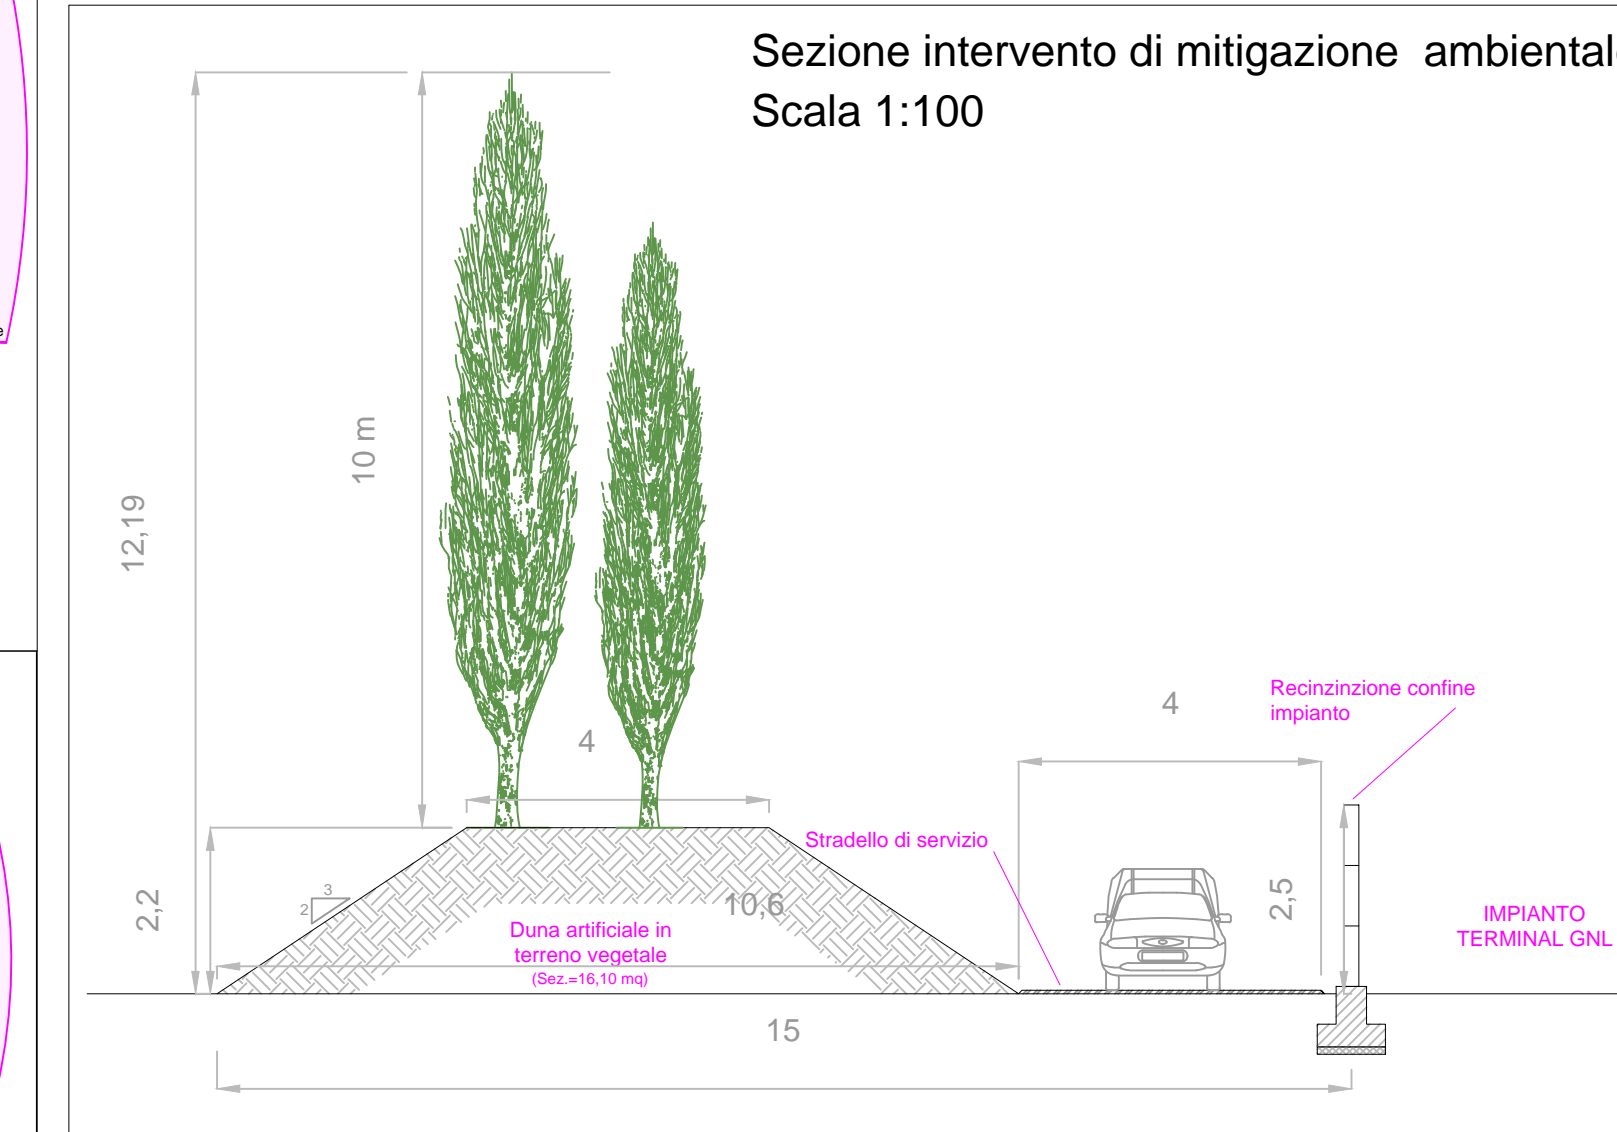 Sezione intervento di mitigazione ambientale
Scala 1:100
e
12,19
10 m
4
4
Recinzinzione confine
impianto
Stradello di servizio
2,2
3
2
10,6
2,5
Duna artificiale in
terreno vegetale
(Sez.=16,10 mq)
IMPIANTO
TERMINAL GNL
15